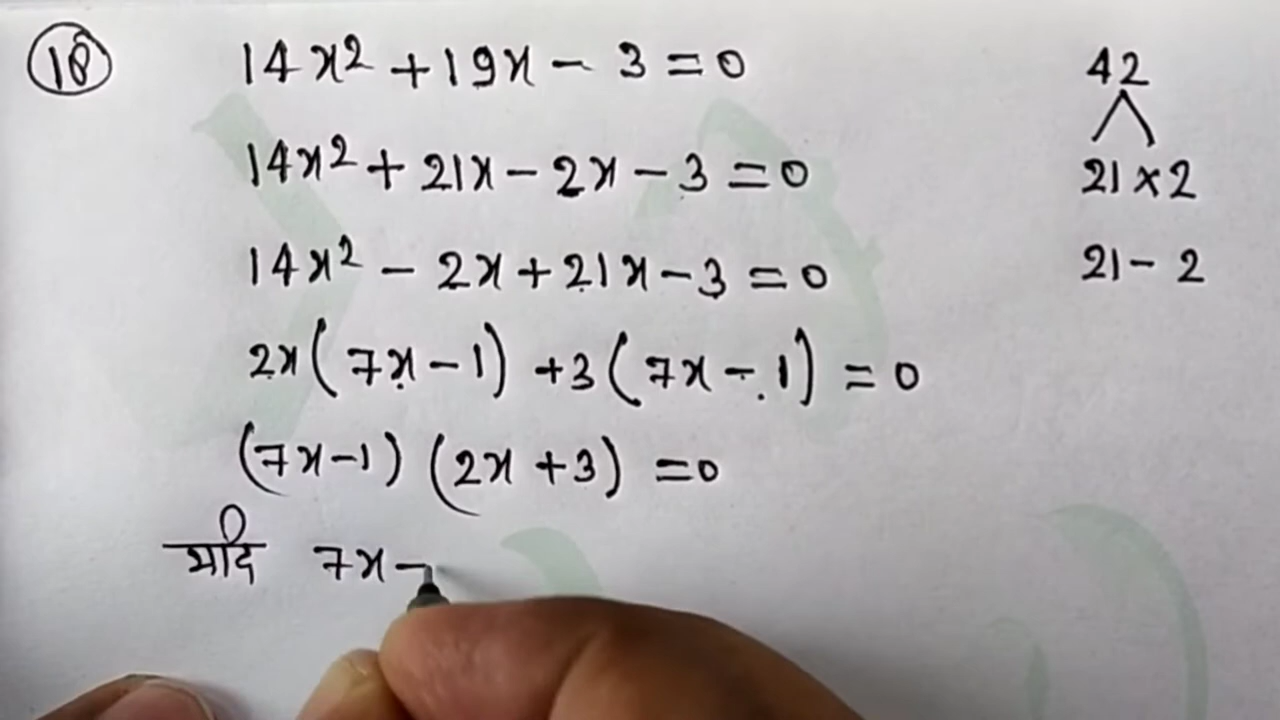 18 14x² + 19x - 3 = 0
14x² + 21x - 2x - 3 = 0
14x² - 2x + 21x - 3 = 0
2x(7x - 1) + 3(7x - 1) = 0
(7x - 1) (2x + 3) = 0
यदि 7x -
42
21 × 2
21 - 2